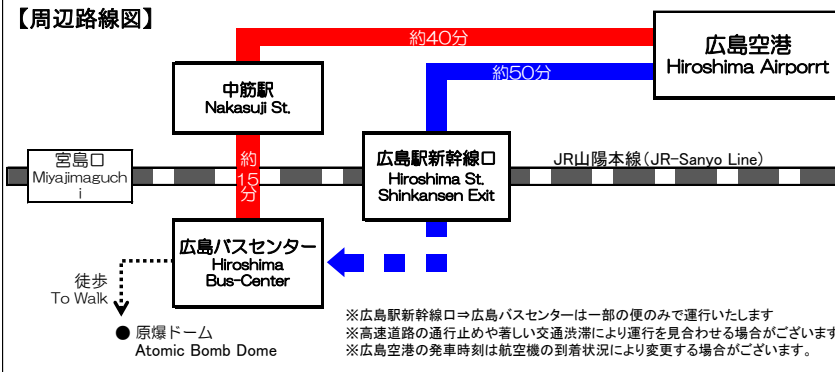 【周辺路線図】
約40分
広島空港
Hiroshima Airporrt
約50分
中筋駅
Nakasuji St.
宮島口
Miyajimaguch
i
約
15
分
広島駅新幹線口
Hiroshima St.
Shinkansen Exit
JR山陽本線(JR-Sanyo Line)
広島バスセンター
Hiroshima
Bus-Center
徒歩
To Walk
● 原爆ドーム
Atomic Bomb Dome
※広島駅新幹線口⇒広島バスセンターは一部の便のみで運行いたします
※高速道路の通行止めや著しい交通渋滞により運行を見合わせる場合がございます
※広島空港の発車時刻は航空機の到着状況により変更する場合がございます。